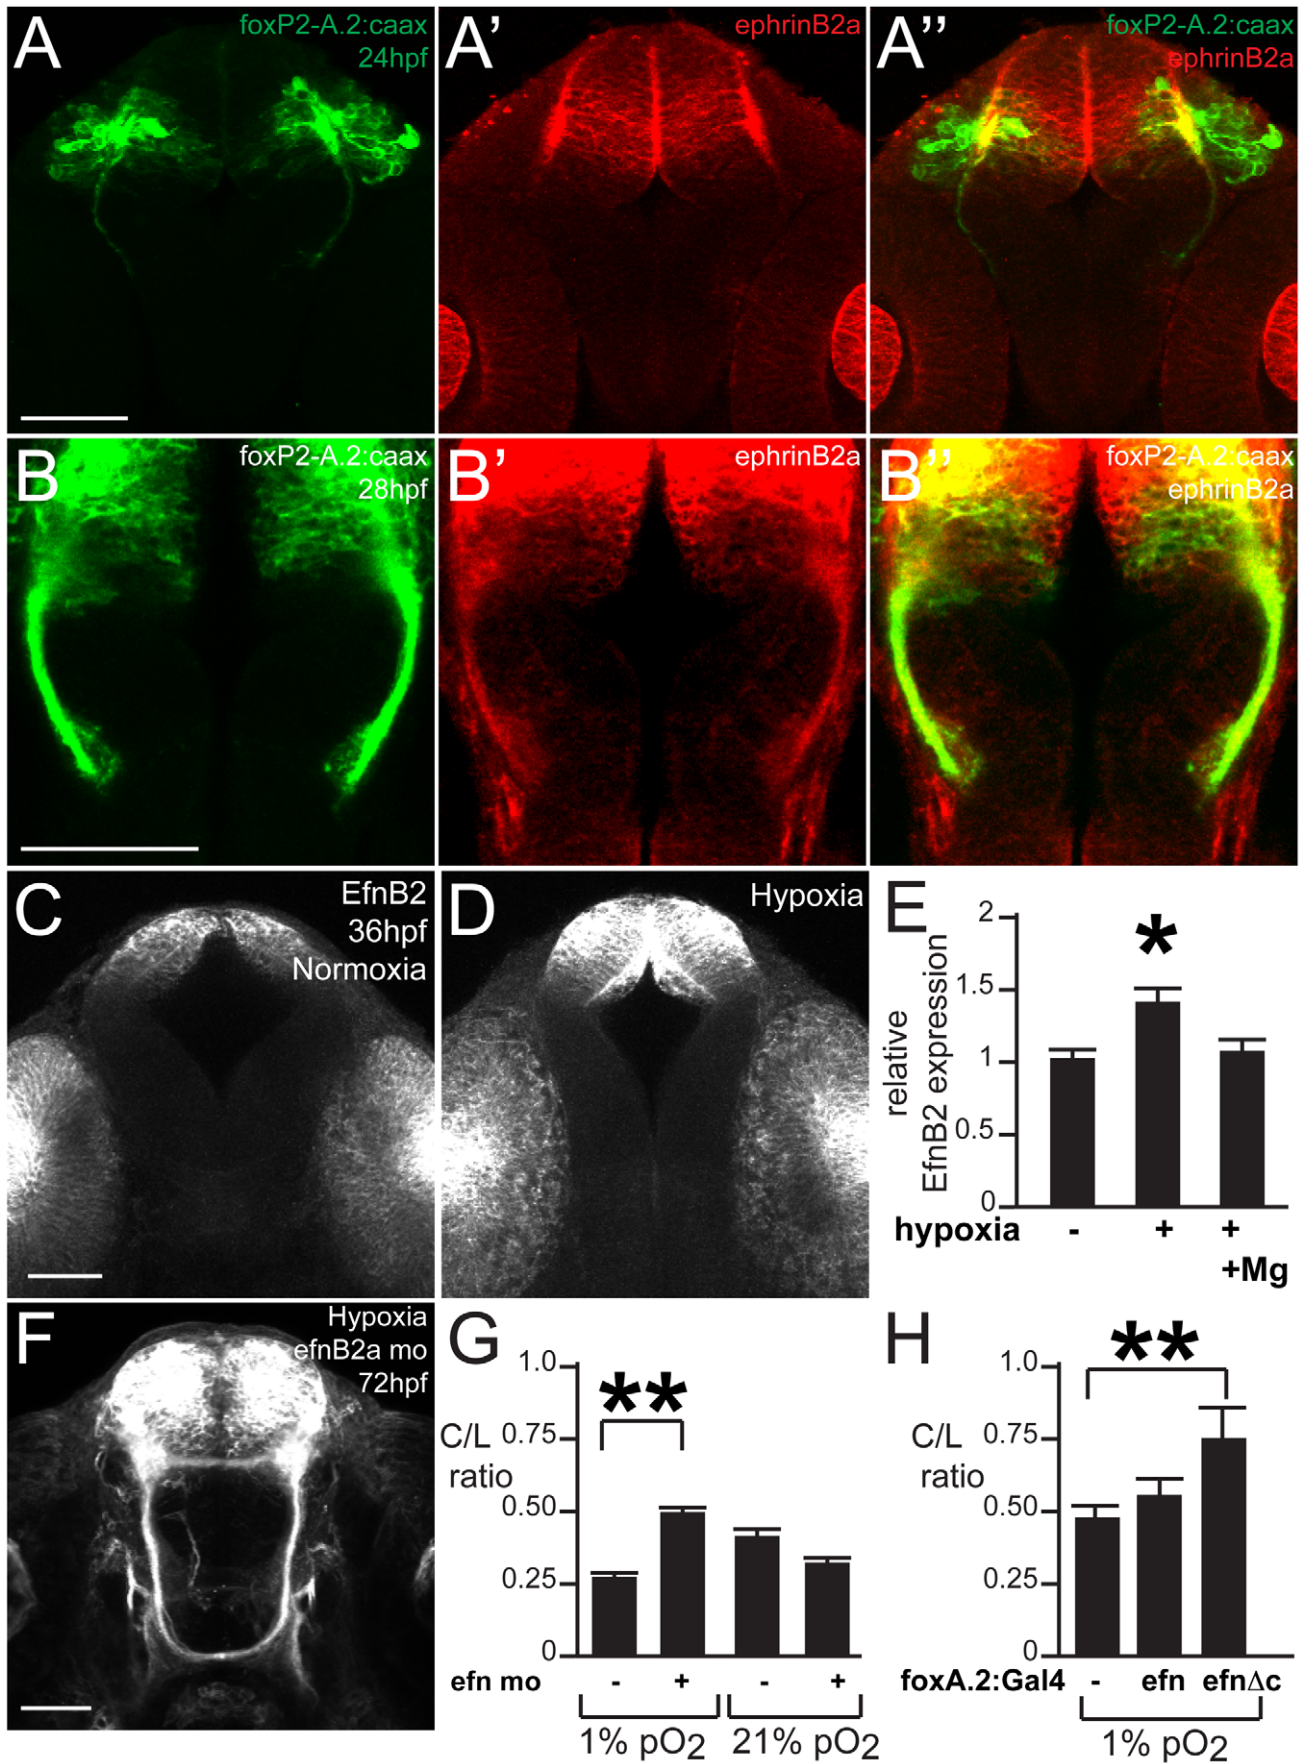 A
foxP2-A.2:caax
24hpf
A'
ephrinB2a
A''
foxP2-A.2:caax
ephrinB2a
B
foxP2-A.2:caax
28hpf
B'
ephrinB2a
B''
foxP2-A.2:caax
ephrinB2a
C
EfnB2
36hpf
Normoxia
D
Hypoxia
E
relative
EfnB2 expression
2
1.5
1
0.5
0
*
hypoxia - + +
+Mg
F
Hypoxia
efnB2a mo
72hpf
G
C/L
ratio
1.0
0.75
0.50
0.25
0
**
efn mo - + - +
1% pO2 21% pO2
H
C/L
ratio
1.0
0.75
0.50
0.25
0
**
foxA.2:Gal4 - efn efnΔc
1% pO2